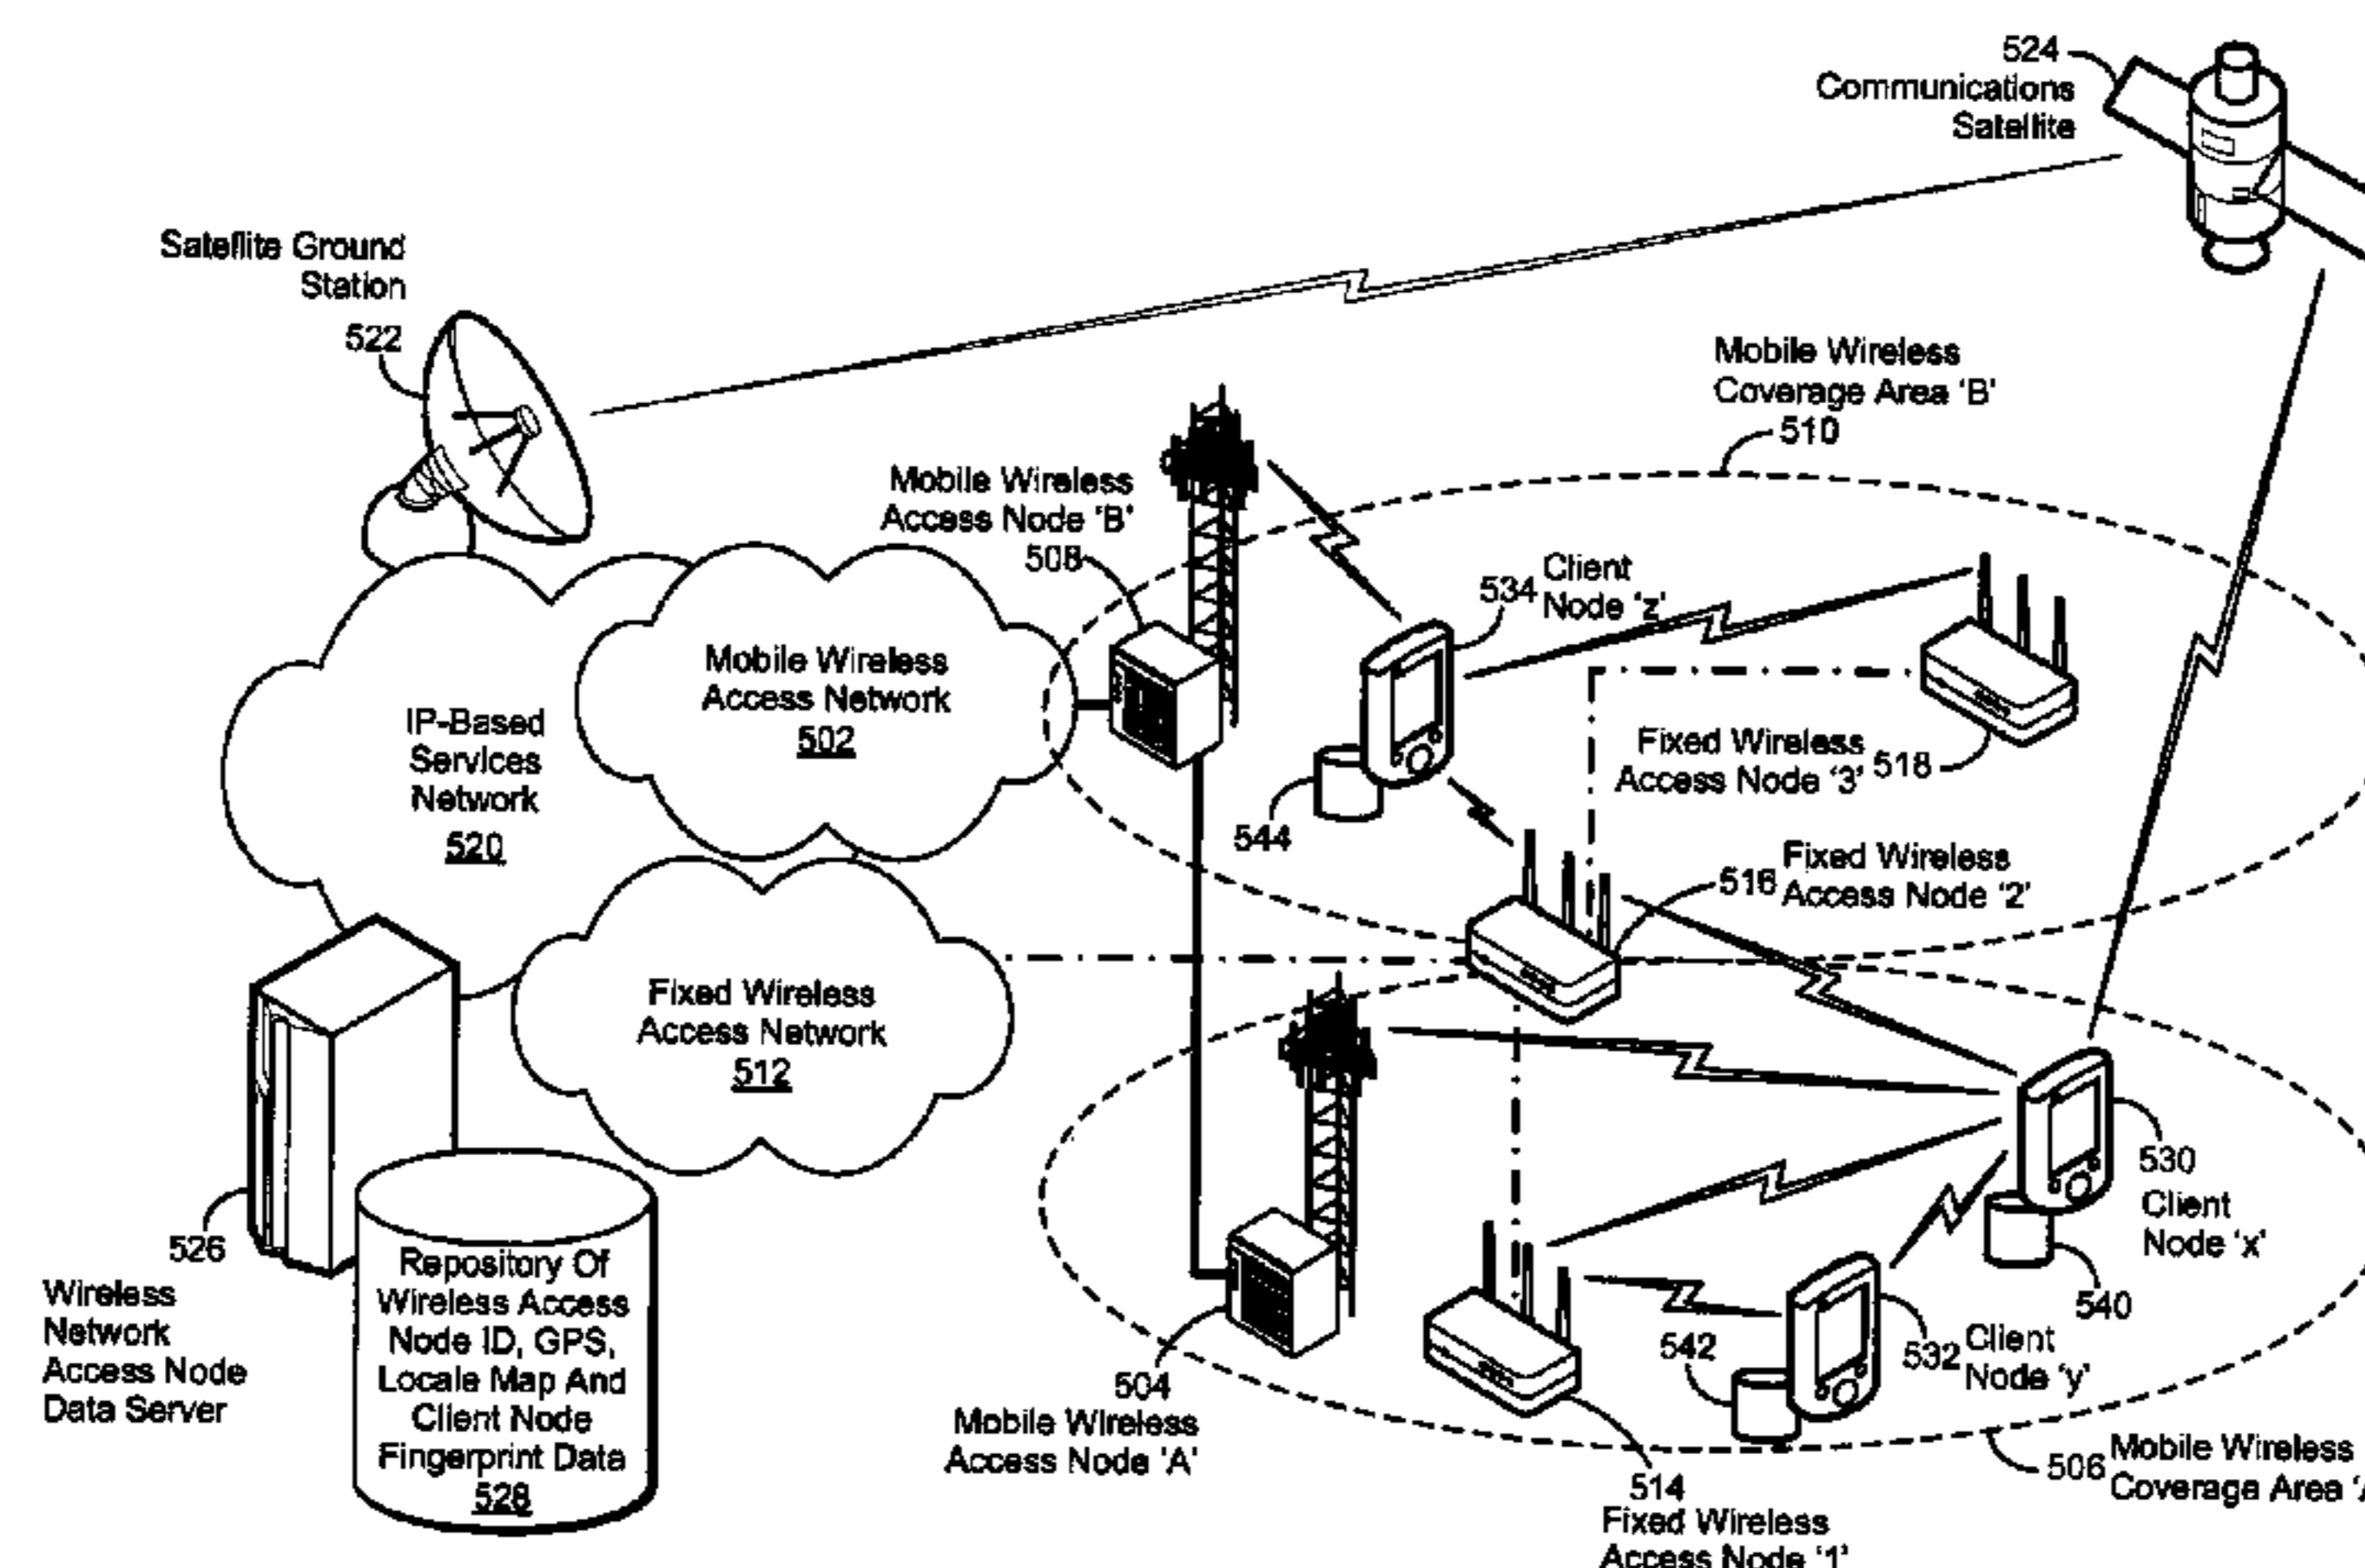 524
Communications
Satellite
Satellite Ground
Station
522
Mobile Wireless
Coverage Area 'B'
510
Mobile Wireless
Access Node 'B'
508
534
Client
Node 'z'
Mobile Wireless
Access Network
502
IP-Based
Services
Network
520
Fixed Wireless
Access Node '3'
518
544
516
Fixed Wireless
Access Node '2'
Fixed Wireless
Access Network
512
530
Client
Node 'x'
540
526
Wireless
Network
Access Node
Data Server
Repository Of
Wireless Access
Node ID, GPS,
Locale Map And
Client Node
Fingerprint Data
528
504
Mobile Wireless
Access Node 'A'
542
532
Client
Node 'y'
514
Fixed Wireless
Access Node '1'
506
Mobile Wireless
Coverage Area